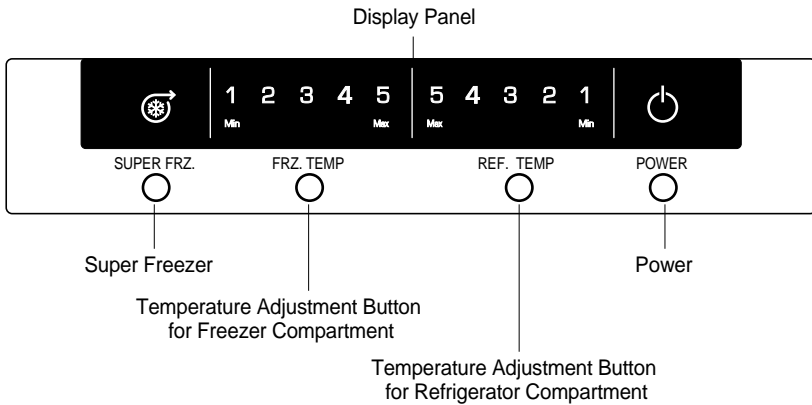 Display Panel
1 2 3 4 5 5 4 3 2 1
Min Max Max Min
SUPER FRZ. FRZ. TEMP REF. TEMP POWER
Super Freezer Power
Temperature Adjustment Button
for Freezer Compartment
Temperature Adjustment Button
for Refrigerator Compartment